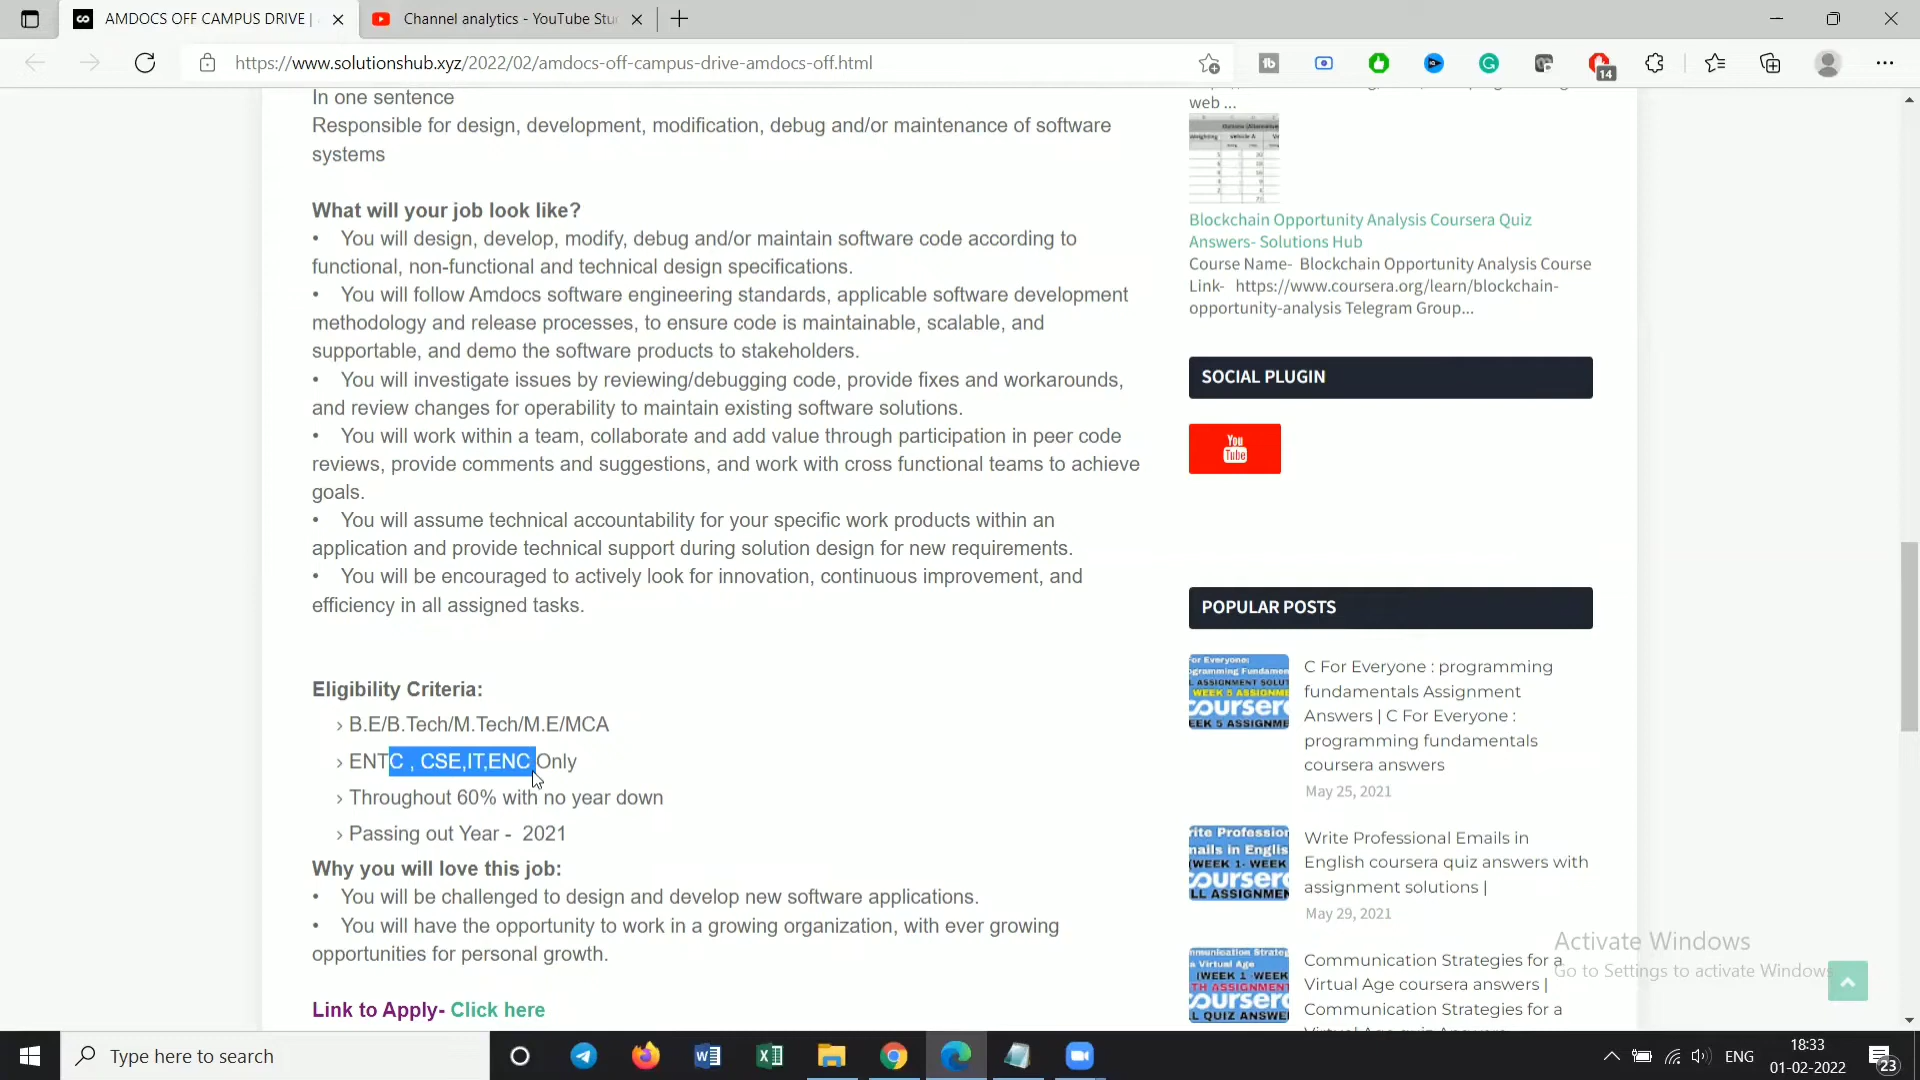 AMDOCS OFF CAMPUS DRIVE |
Channel analytics - YouTube Stu
https://www.solutionshub.xyz/2022/02/amdocs-off-campus-drive-amdocs-off.html
14
In one sentence
Responsible for design, development, modification, debug and/or maintenance of software
systems
What will your job look like?
• You will design, develop, modify, debug and/or maintain software code according to
functional, non-functional and technical design specifications.
• You will follow Amdocs software engineering standards, applicable software development
methodology and release processes, to ensure code is maintainable, scalable, and
supportable, and demo the software products to stakeholders.
• You will investigate issues by reviewing/debugging code, provide fixes and workarounds,
and review changes for operability to maintain existing software solutions.
• You will work within a team, collaborate and add value through participation in peer code
reviews, provide comments and suggestions, and work with cross functional teams to achieve
goals.
• You will assume technical accountability for your specific work products within an
application and provide technical support during solution design for new requirements.
• You will be encouraged to actively look for innovation, continuous improvement, and
efficiency in all assigned tasks.
Eligibility Criteria:
› B.E/B.Tech/M.Tech/M.E/MCA
› ENTC , CSE,IT,ENC Only
› Throughout 60% with no year down
› Passing out Year - 2021
Why you will love this job:
• You will be challenged to design and develop new software applications.
• You will have the opportunity to work in a growing organization, with ever growing
opportunities for personal growth.
Link to Apply- Click here
web ...
Blockchain Opportunity Analysis Coursera Quiz
Answers- Solutions Hub
Course Name- Blockchain Opportunity Analysis Course
Link- https://www.coursera.org/learn/blockchain-
opportunity-analysis Telegram Group...
SOCIAL PLUGIN
You
Tube
POPULAR POSTS
C For Everyone : programming
fundamentals Assignment
Answers | C For Everyone :
programming fundamentals
coursera answers
May 25, 2021
Write Professional Emails in
English coursera quiz answers with
assignment solutions |
May 29, 2021
Communication Strategies for a
Virtual Age coursera answers |
Communication Strategies for a
Activate Windows
Go to Settings to activate Windows
Type here to search
ENG
18:33
01-02-2022
23